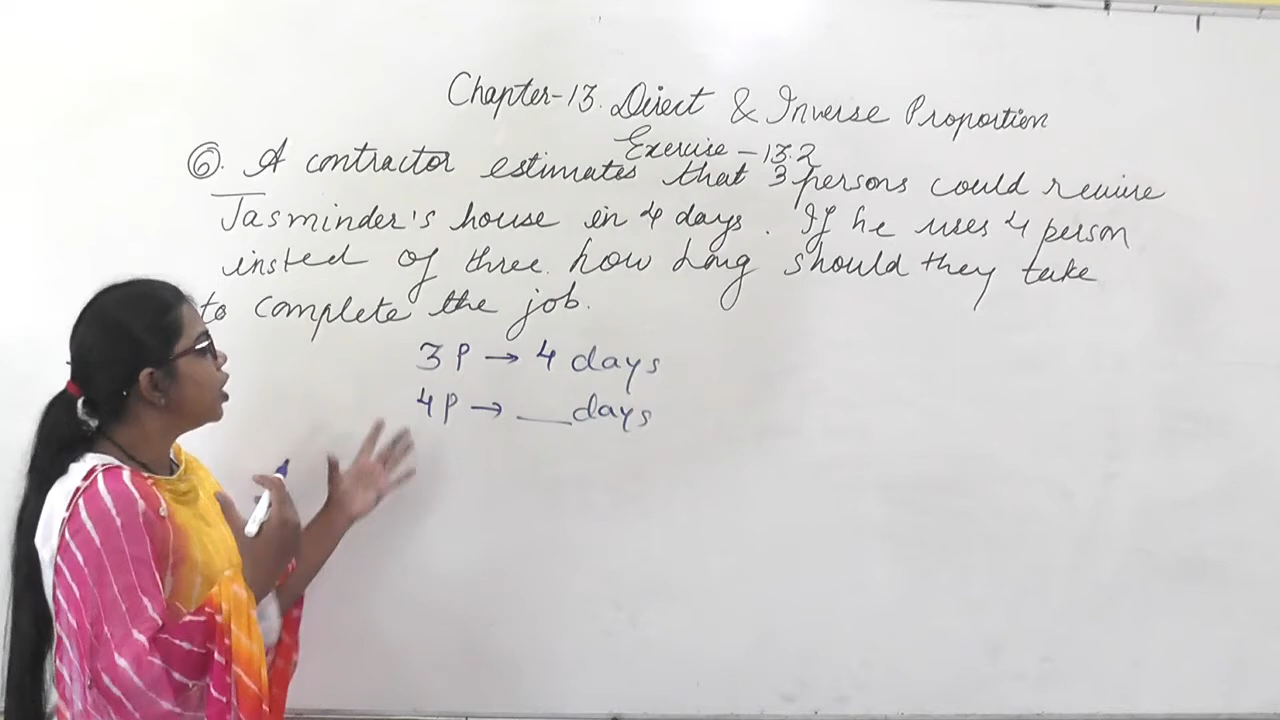 Chapter-13. Direct & Inverse Proportion
Exercise - 13.2
⑥. A contractor estimates that 3 persons could rewire
Jasminder's house in 4 days. If he uses 4 person
insted of three. how long should they take
to complete the job.
3P → 4 days
4P → __ days